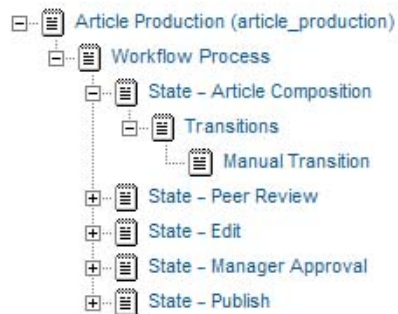 Article Production (article_production)
Workflow Process
State – Article Composition
Transitions
Manual Transition
State – Peer Review
State – Edit
State – Manager Approval
State – Publish